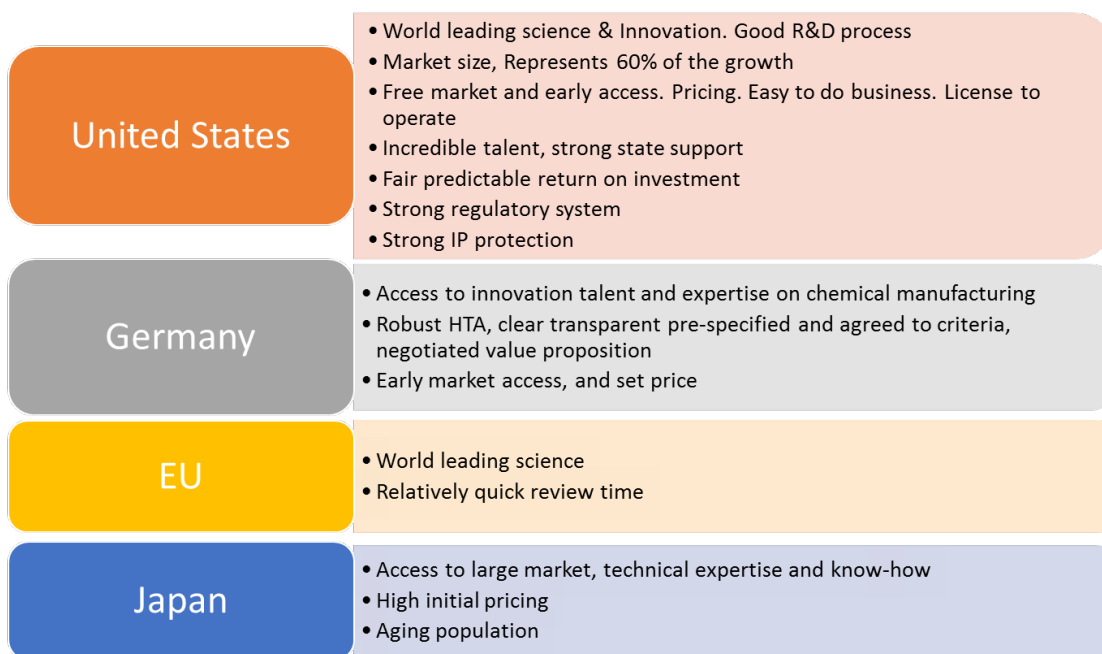 United States
• World leading science & Innovation. Good R&D process
• Market size, Represents 60% of the growth
• Free market and early access. Pricing. Easy to do business. License to
operate
• Incredible talent, strong state support
• Fair predictable return on investment
• Strong regulatory system
• Strong IP protection
Germany
• Access to innovation talent and expertise on chemical manufacturing
• Robust HTA, clear transparent pre-specified and agreed to criteria,
negotiated value proposition
• Early market access, and set price
EU
• World leading science
• Relatively quick review time
Japan
• Access to large market, technical expertise and know-how
• High initial pricing
• Aging population